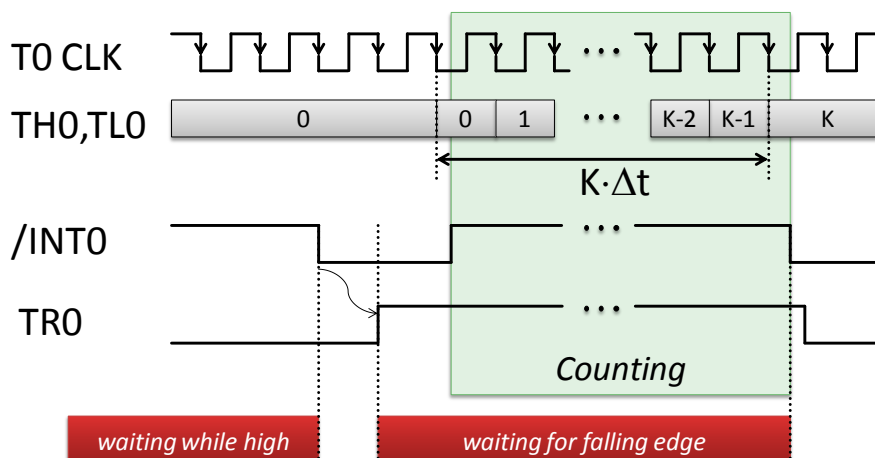 T0 CLK
• • •
TH0,TL0
0 0 1 • • • K-2 K-1 K
K·Δt
/INT0
• • •
TR0
• • •
Counting
waiting while high waiting for falling edge